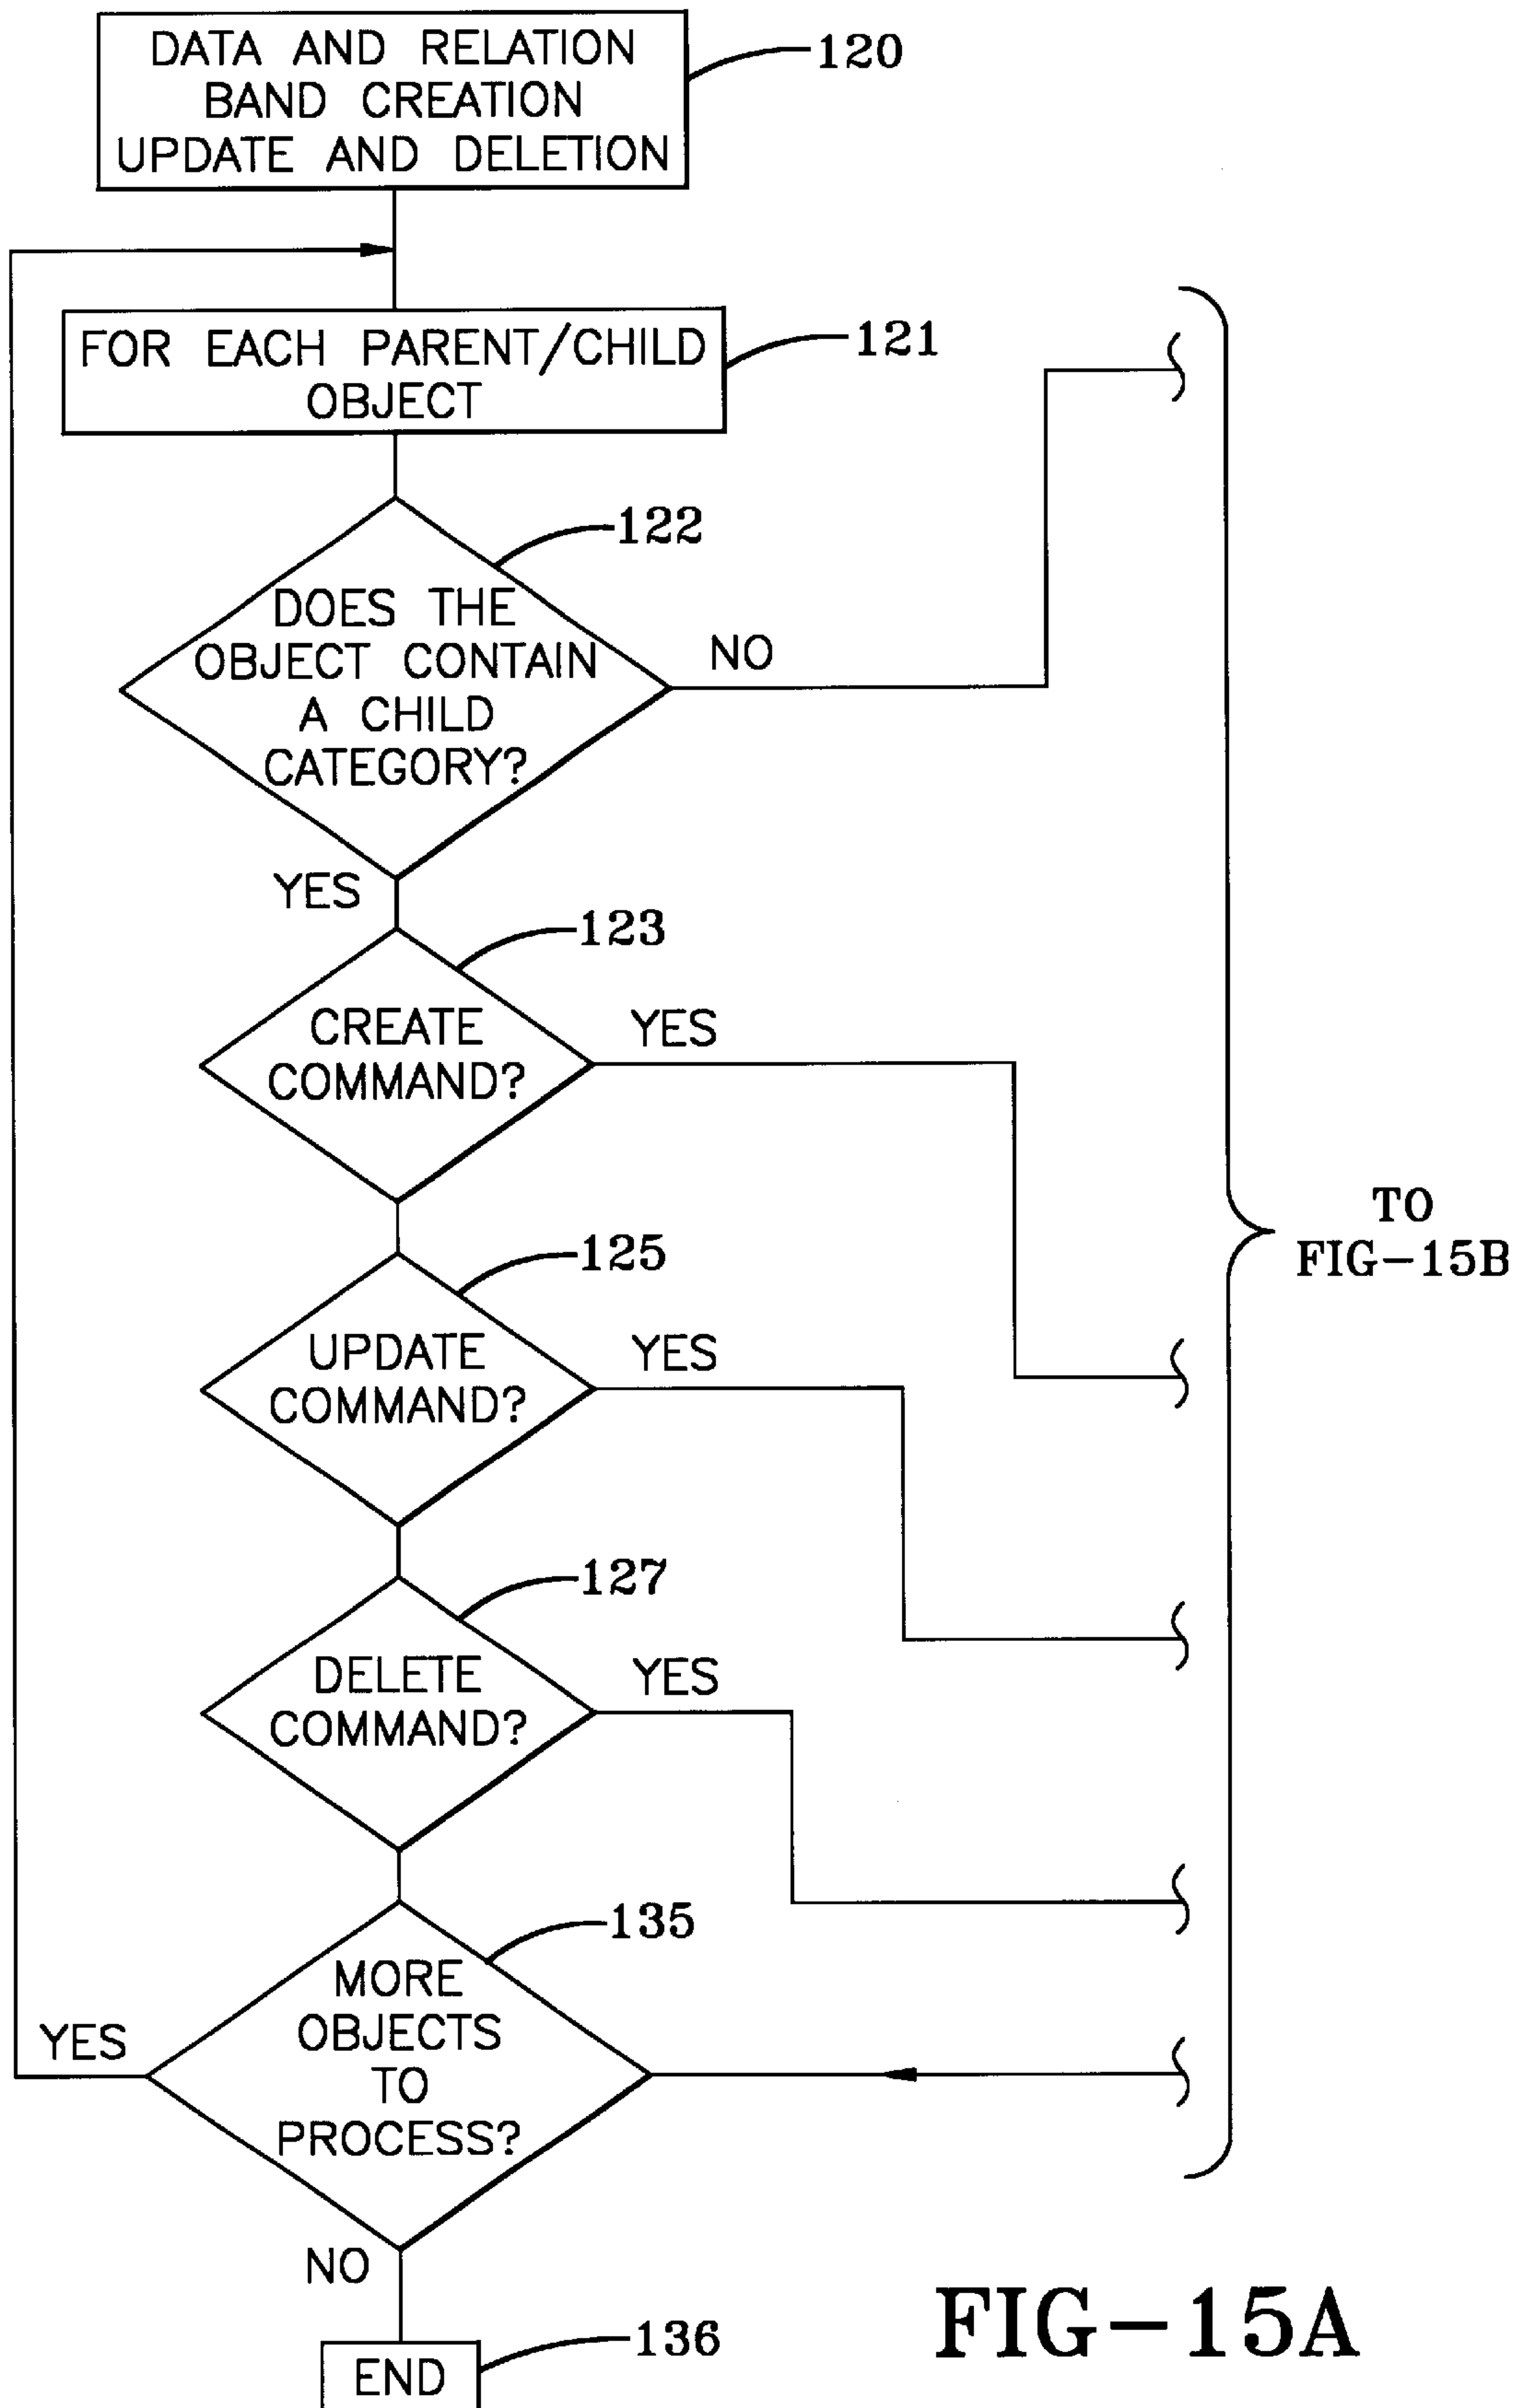 DATA AND RELATION
BAND CREATION
UPDATE AND DELETION
120
FOR EACH PARENT/CHILD
OBJECT
121
122
DOES THE
OBJECT CONTAIN
A CHILD
CATEGORY?
NO
YES
123
CREATE
COMMAND?
YES
TO
FIG-15B
125
UPDATE
COMMAND?
YES
127
DELETE
COMMAND?
YES
135
MORE
OBJECTS
TO
PROCESS?
YES
NO
136
END
FIG-15A